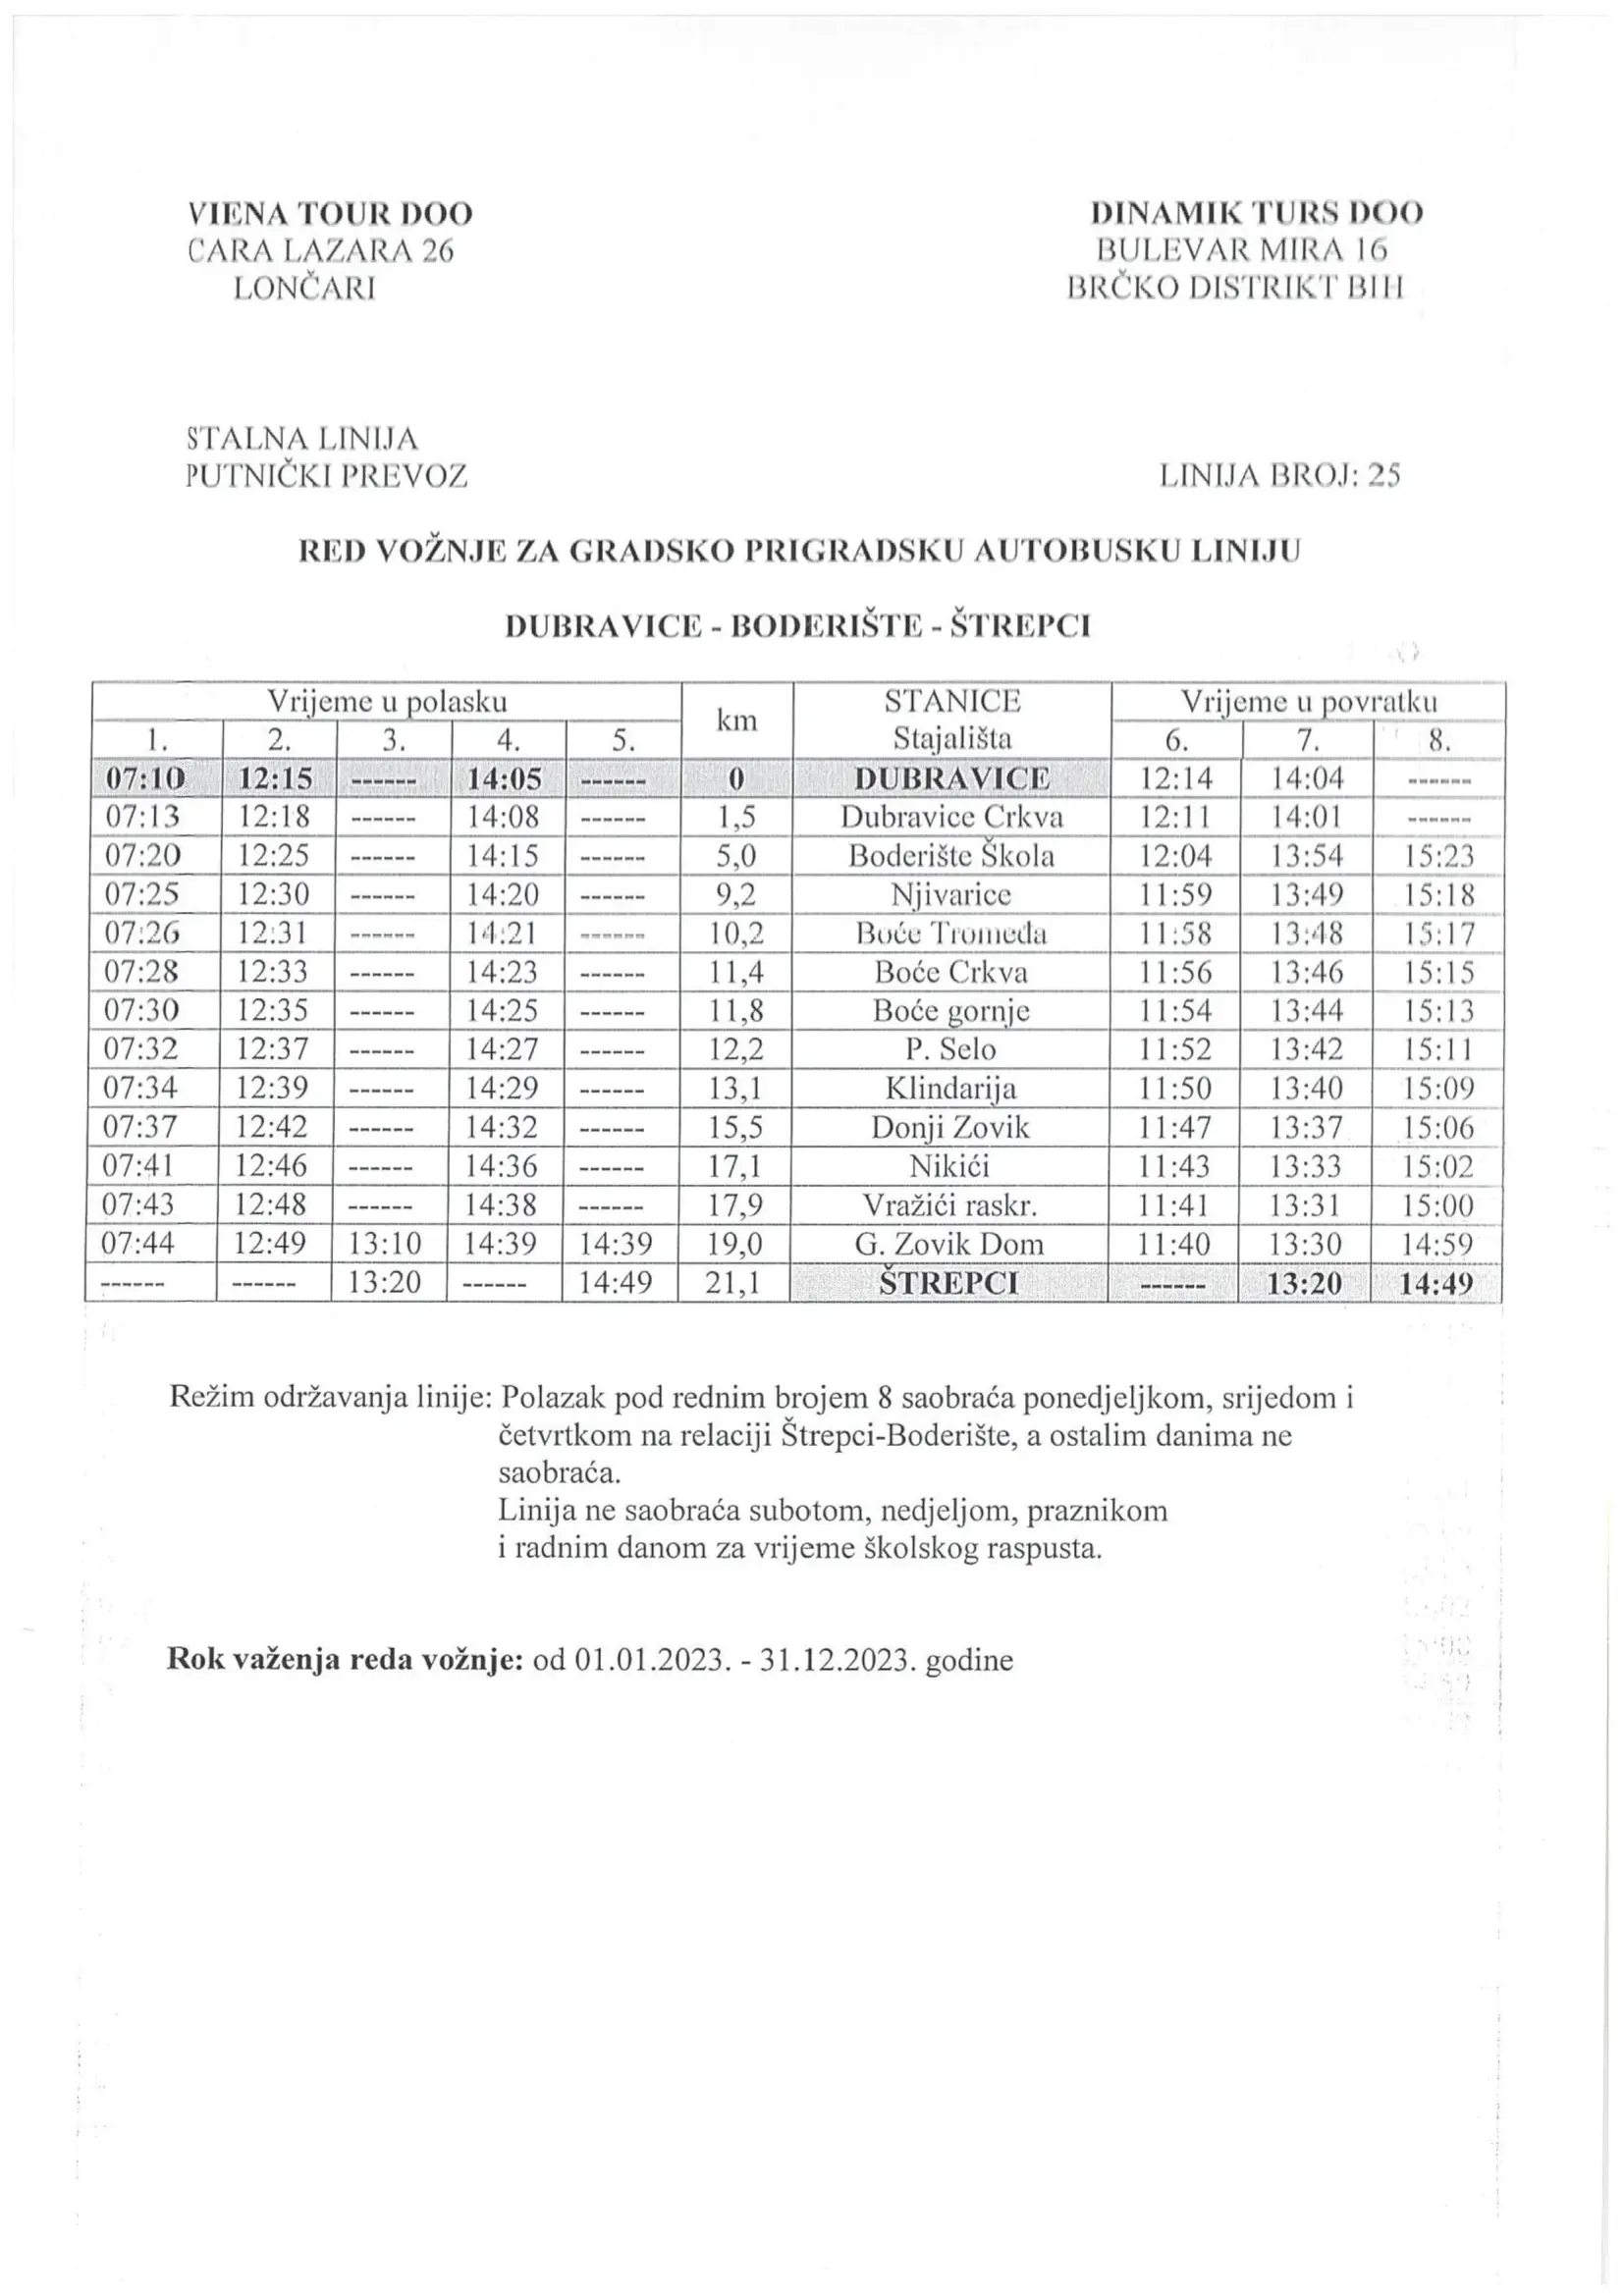 VIENA TOUR DOO
CARA LAZARA 26
LONČARI
DINAMIK TURS DOO
BULEVAR MIRA 16
BRČKO DISTRIKT BIH
STALNA LINIJA
PUTNIČKI PREVOZ
LINIJA BROJ: 25
RED VOŽNJE ZA GRADSKO PRIGRADSKU AUTOBUSKU LINIJU
DUBRAVICE - BODERIŠTE - ŠTREPCI
Vrijeme u polasku km STANICE Stajališta Vrijeme u povratku
1. 2. 3. 4. 5. 6. 7. 8.
07:10 12:15 ------ 14:05 ------ 0 DUBRAVICE 12:14 14:04 ------
07:13 12:18 ------ 14:08 ------ 1,5 Dubravice Crkva 12:11 14:01 ------
07:20 12:25 ------ 14:15 ------ 5,0 Boderište Škola 12:04 13:54 15:23
07:25 12:30 ------ 14:20 ------ 9,2 Njivarice 11:59 13:49 15:18
07:26 12:31 ------ 14:21 ------ 10,2 Boće Tromeđa 11:58 13:48 15:17
07:28 12:33 ------ 14:23 ------ 11,4 Boće Crkva 11:56 13:46 15:15
07:30 12:35 ------ 14:25 ------ 11,8 Boće gornje 11:54 13:44 15:13
07:32 12:37 ------ 14:27 ------ 12,2 P. Selo 11:52 13:42 15:11
07:34 12:39 ------ 14:29 ------ 13,1 Klindarija 11:50 13:40 15:09
07:37 12:42 ------ 14:32 ------ 15,5 Donji Zovik 11:47 13:37 15:06
07:41 12:46 ------ 14:36 ------ 17,1 Nikići 11:43 13:33 15:02
07:43 12:48 ------ 14:38 ------ 17,9 Vražići raskr. 11:41 13:31 15:00
07:44 12:49 13:10 14:39 14:39 19,0 G. Zovik Dom 11:40 13:30 14:59
------ ------ 13:20 ------ 14:49 21,1 ŠTREPCI ------ 13:20 14:49
Režim održavanja linije: Polazak pod rednim brojem 8 saobraća ponedjeljkom, srijedom i
četvrtkom na relaciji Štrepci-Boderište, a ostalim danima ne
saobraća.
Linija ne saobraća subotom, nedjeljom, praznikom
i radnim danom za vrijeme školskog raspusta.
Rok važenja reda vožnje: od 01.01.2023. - 31.12.2023. godine